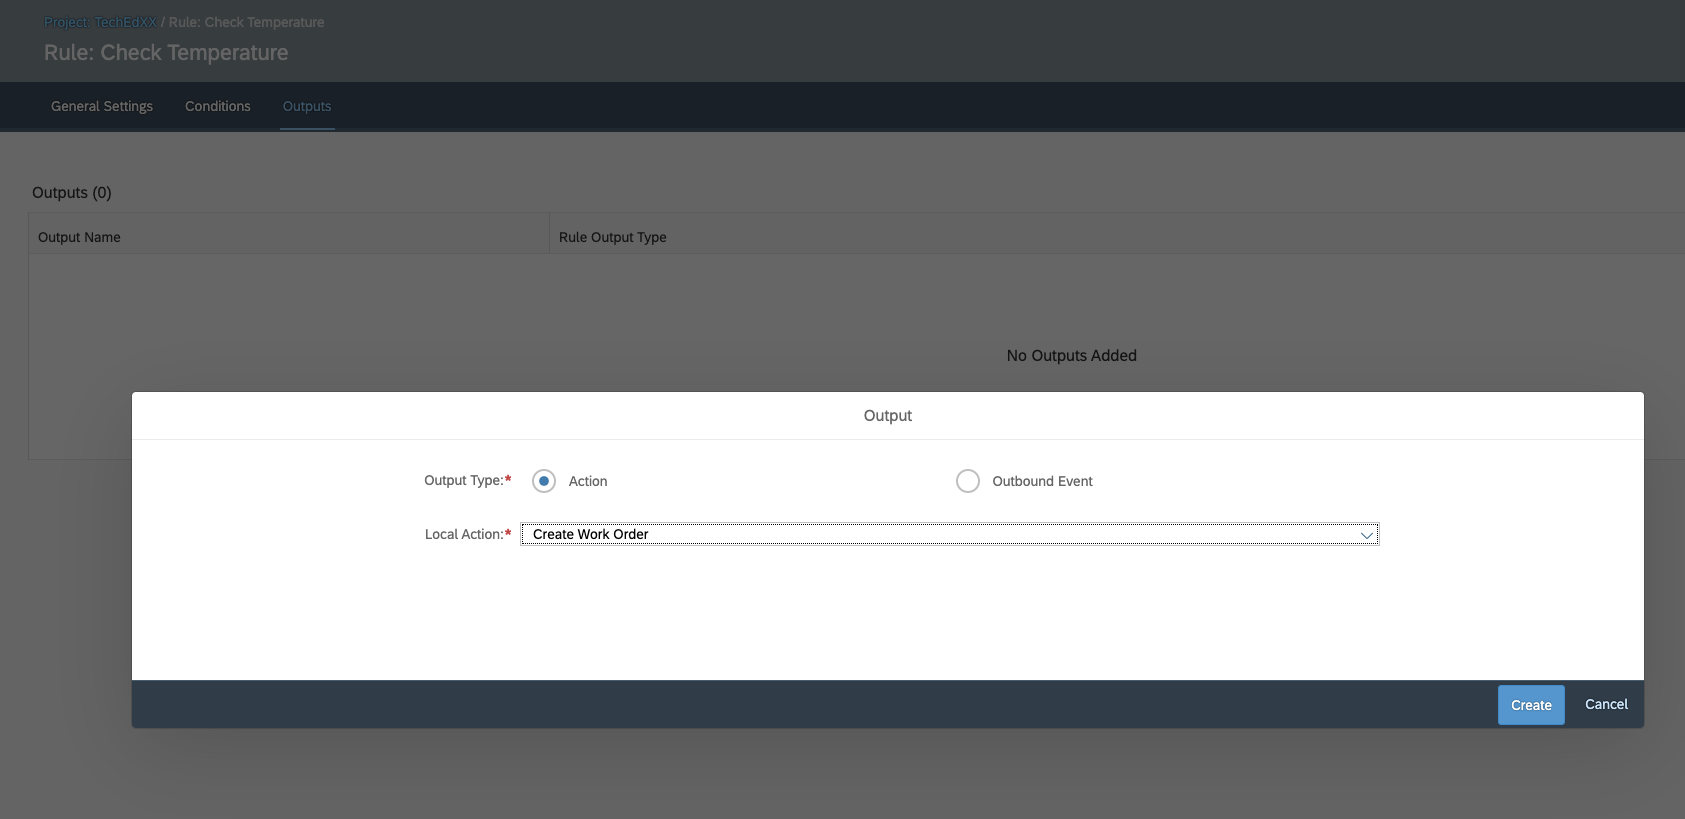 Project: TechEdXX / Rule: Check Temperature
Rule: Check Temperature
General Settings Conditions Outputs
Outputs (0)
Output Name Rule Output Type
No Outputs Added
Output
Output Type:* Action Outbound Event
Local Action:* Create Work Order
Create Cancel